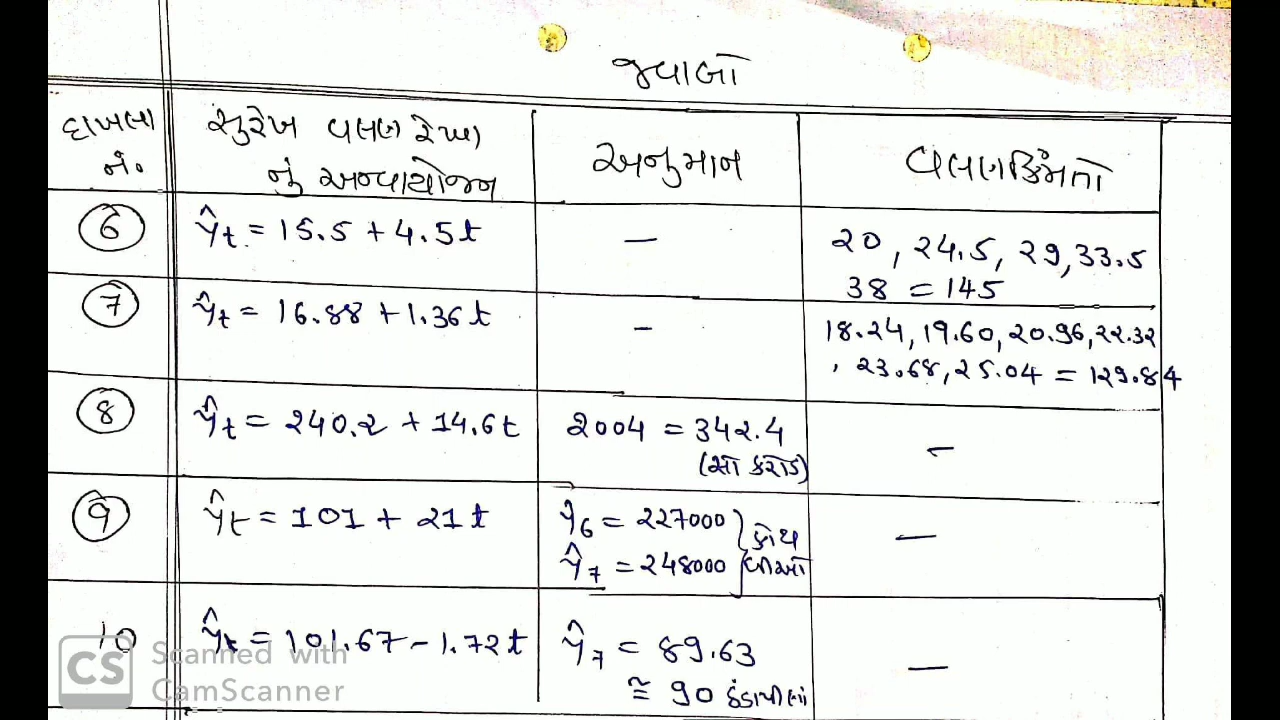 જવાબો
દાખલા નં. સુરેખ વલણ રેખા નું અન્વાયોજન અનુમાન વલણકિંમતો
6 ŷt = 15.5 + 4.5t — 20, 24.5, 29, 33.5
38 = 145
7 ŷt = 16.88 + 1.36t - 18.24, 19.60, 20.96, 22.32
, 23.68, 25.04 = 129.84
8 ŷt = 240.2 + 14.6t 2004 = 342.4 –
(સો કરોડ)
9 ŷt = 101 + 21t ŷ6 = 227000 —
ŷ7 = 248000
10 ŷt = 101.67 - 1.72t ŷ7 = 89.63 —
≅ 90 ઠંડાપીણાં
CS Scanned with
CamScanner